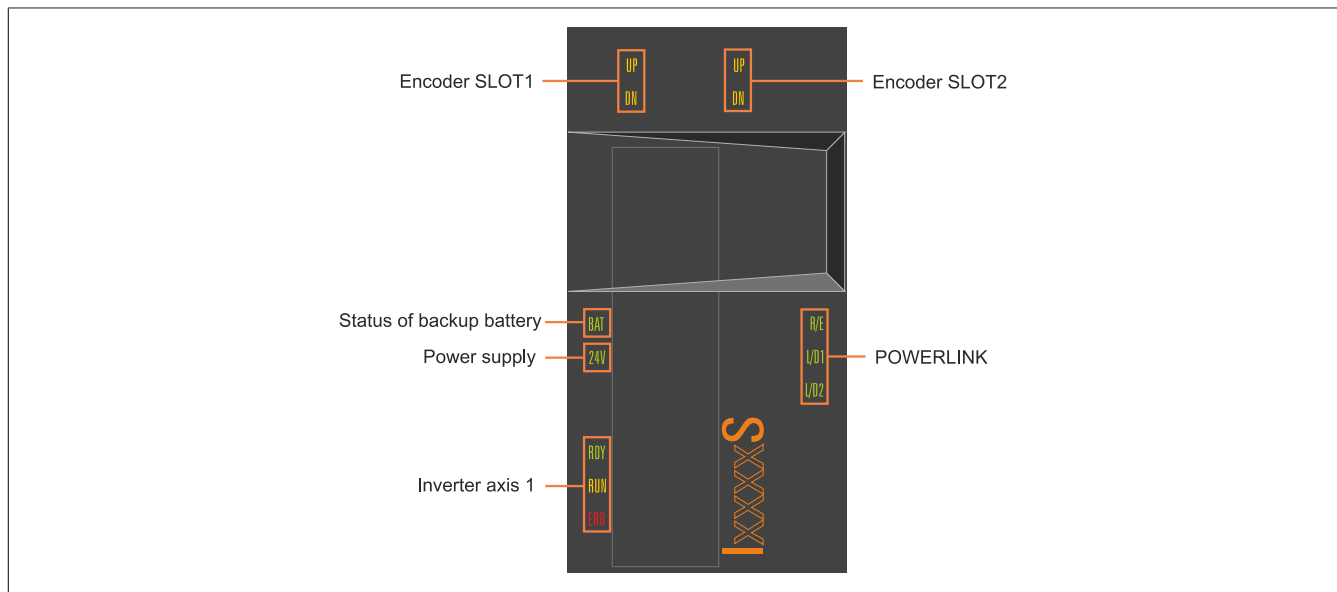 Encoder SLOT1
UP
DN
UP
DN
Encoder SLOT2
Status of backup battery
BAT
Power supply
24V
R/E
L/D1
L/D2
POWERLINK
Inverter axis 1
RDY
RUN
ERR
SXXXXI